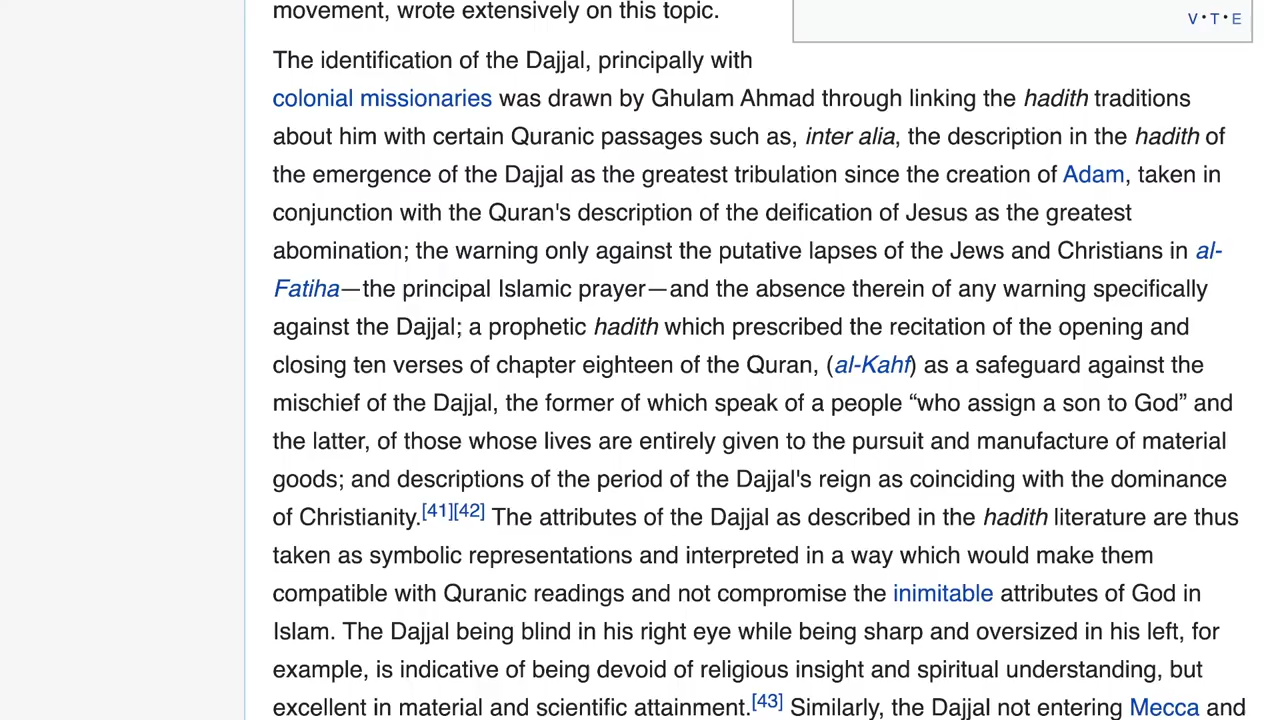 movement, wrote extensively on this topic.
V • T • E
The identification of the Dajjal, principally with
colonial missionaries was drawn by Ghulam Ahmad through linking the hadith traditions
about him with certain Quranic passages such as, inter alia, the description in the hadith of
the emergence of the Dajjal as the greatest tribulation since the creation of Adam, taken in
conjunction with the Quran's description of the deification of Jesus as the greatest
abomination; the warning only against the putative lapses of the Jews and Christians in al-
Fatiha—the principal Islamic prayer—and the absence therein of any warning specifically
against the Dajjal; a prophetic hadith which prescribed the recitation of the opening and
closing ten verses of chapter eighteen of the Quran, (al-Kahf) as a safeguard against the
mischief of the Dajjal, the former of which speak of a people “who assign a son to God” and
the latter, of those whose lives are entirely given to the pursuit and manufacture of material
goods; and descriptions of the period of the Dajjal's reign as coinciding with the dominance
of Christianity.[41][42] The attributes of the Dajjal as described in the hadith literature are thus
taken as symbolic representations and interpreted in a way which would make them
compatible with Quranic readings and not compromise the inimitable attributes of God in
Islam. The Dajjal being blind in his right eye while being sharp and oversized in his left, for
example, is indicative of being devoid of religious insight and spiritual understanding, but
excellent in material and scientific attainment.[43] Similarly, the Dajjal not entering Mecca and